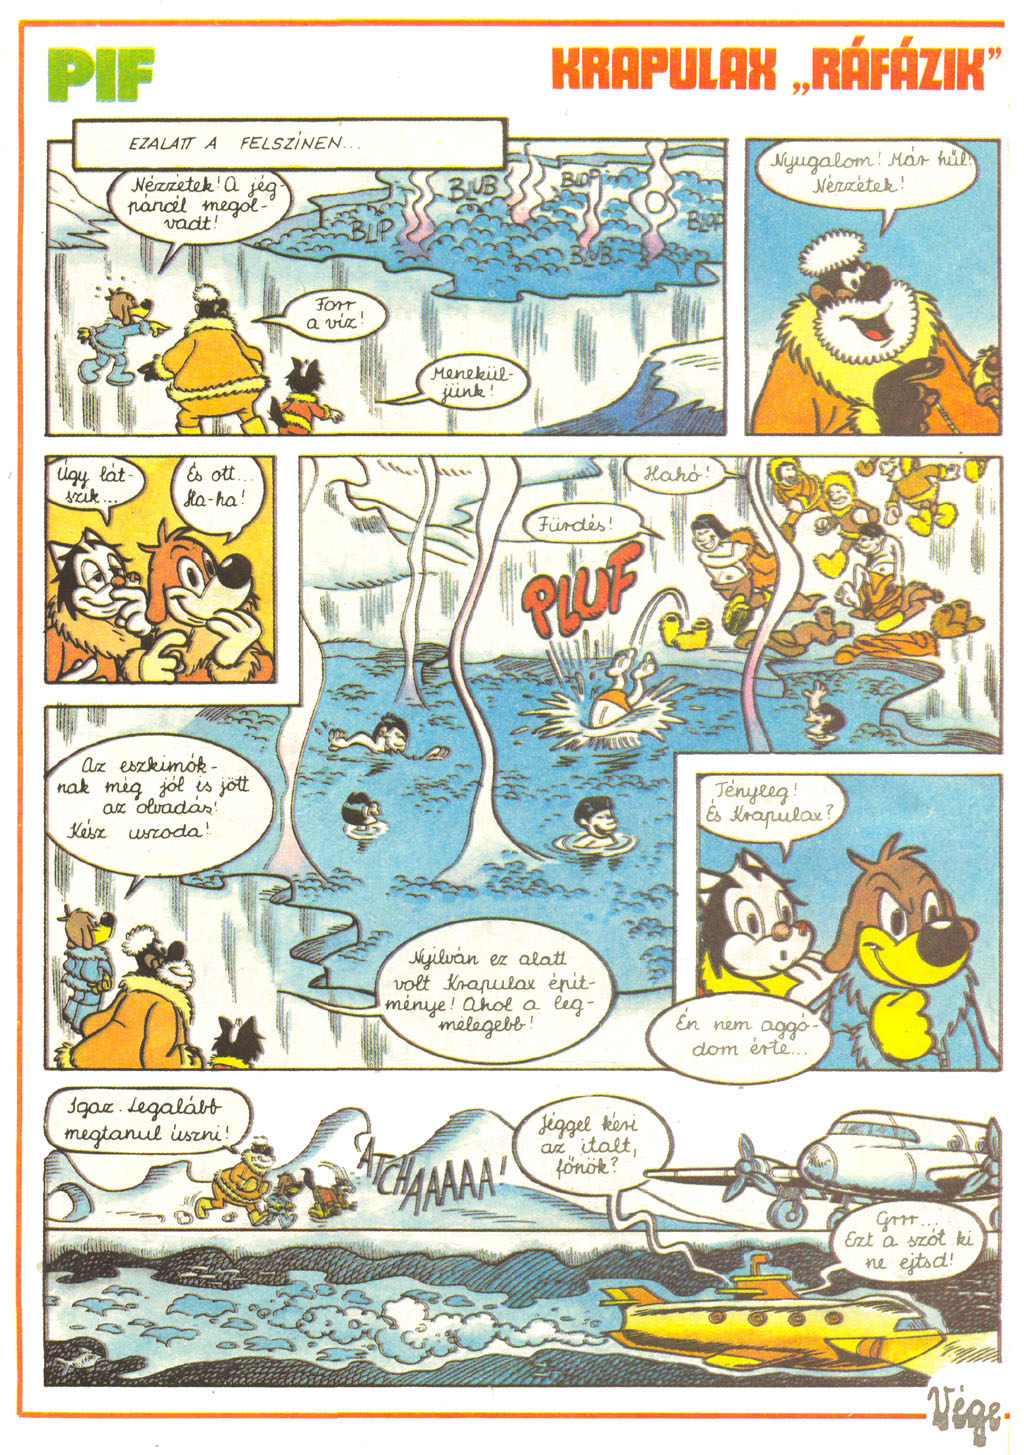 PIF
KRAPULAX „RÁFÁZIK”
EZALATT A FELSZÍNEN...
Nézzétek! A jég-
páncél megol-
vadt!
BLUB
BLOP
BLIP
BLOP
BLUB
Forr
a víz!
Menekül-
jünk!
Nyugalom! Már hűl!
Nézzétek!
Úgy lát-
szik...
És ott...
Ha-ha!
Hahó!
Fürdés!
PLUF
Az eszkimók-
nak még jól is jött
az olvadás!
Kész uszoda!
Nyilván ez alatt
volt Krapulax épít-
ménye! Ahol a leg-
melegebb!
Tényleg!
És Krapulax?
Én nem aggó-
dom érte...
Igaz. Legalább
megtanul úszni!
ATCHAAAAA!
Jéggel kéri
az italt,
főnök?
Grrr...
Ezt a szót ki
ne ejtsd!
Vége